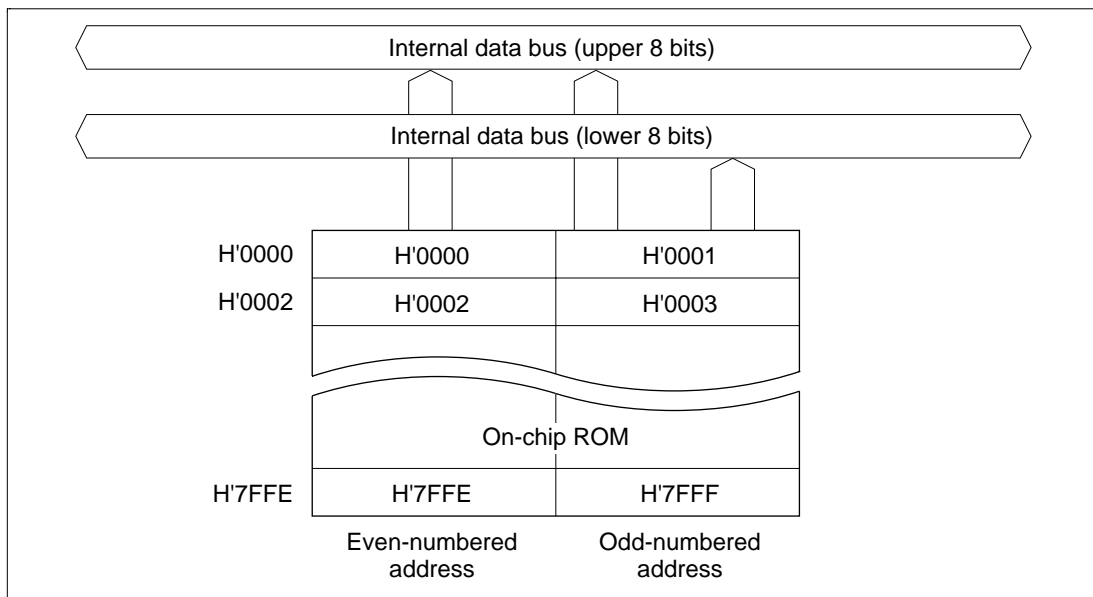 Internal data bus (upper 8 bits)
Internal data bus (lower 8 bits)
H'0000 H'0000 H'0001
H'0002 H'0002 H'0003
On-chip ROM
H'7FFE H'7FFE H'7FFF
Even-numbered Odd-numbered
address address